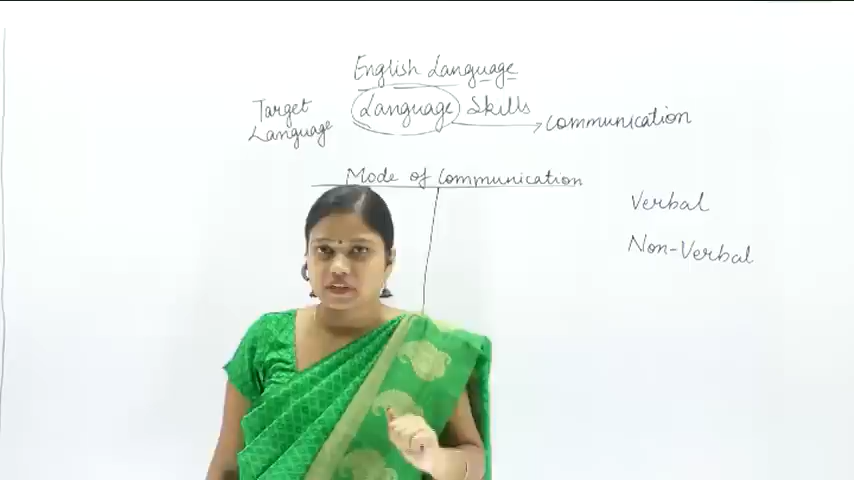 English Language
Target Language Skills
Language
communication
Mode of Communication
Verbal
Non-Verbal